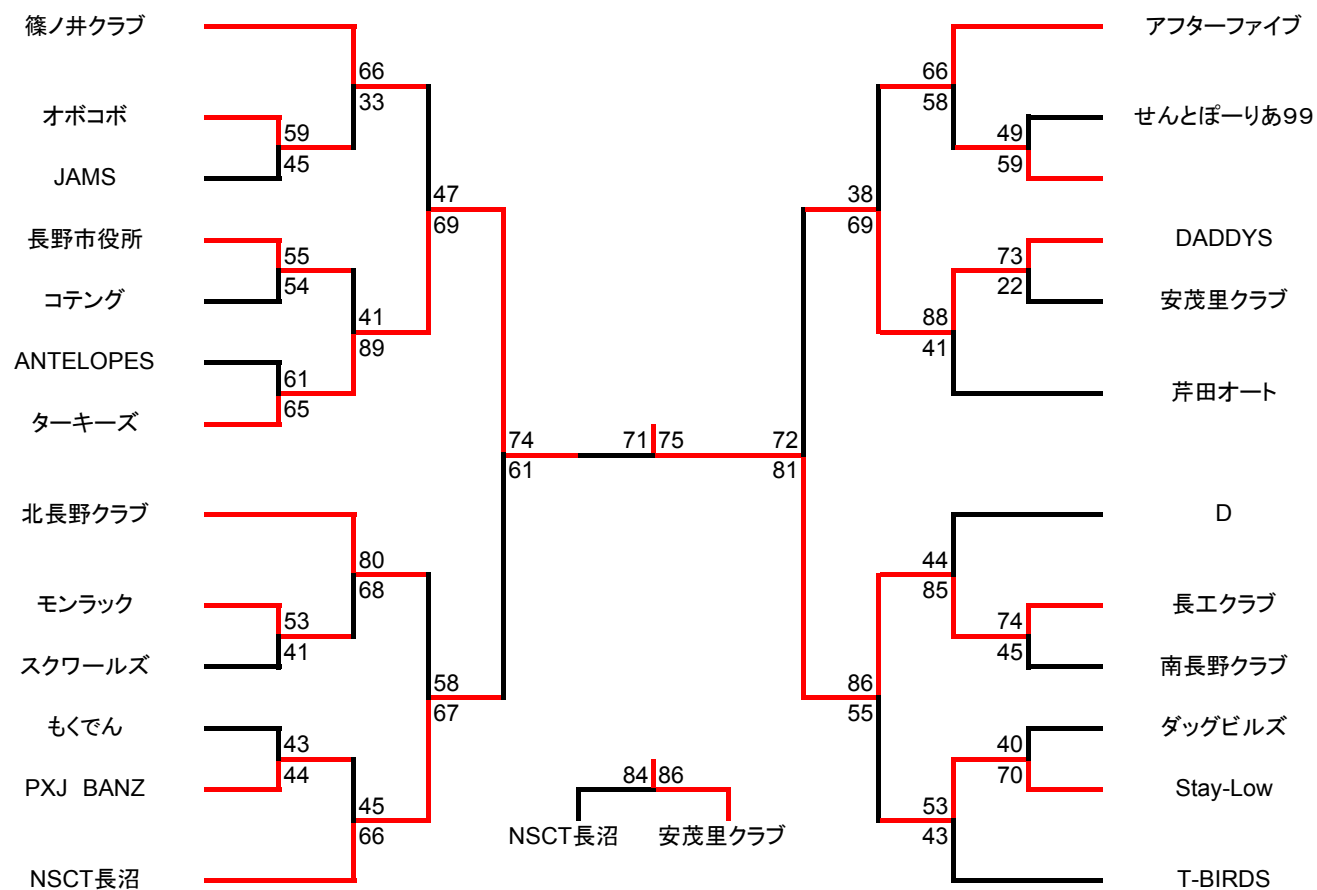 篠ノ井クラブ
オボコボ
JAMS
長野市役所
コテング
ANTELOPES
ターキーズ
北長野クラブ
モンラック
スクワールズ
もくでん
PXJ BANZ
NSCT長沼
66
33
59
45
55
54
41
89
61
65
47
69
80
68
53
41
43
44
45
66
58
67
74
61
71 75
84 86
NSCT長沼 安茂里クラブ
72
81
38
69
66
58
49
59
73
22
88
41
44
85
74
45
86
55
40
70
53
43
アフターファイブ
せんとぽーりあ99
DADDYS
安茂里クラブ
芹田オート
D
長工クラブ
南長野クラブ
ダッグビルズ
Stay-Low
T-BIRDS